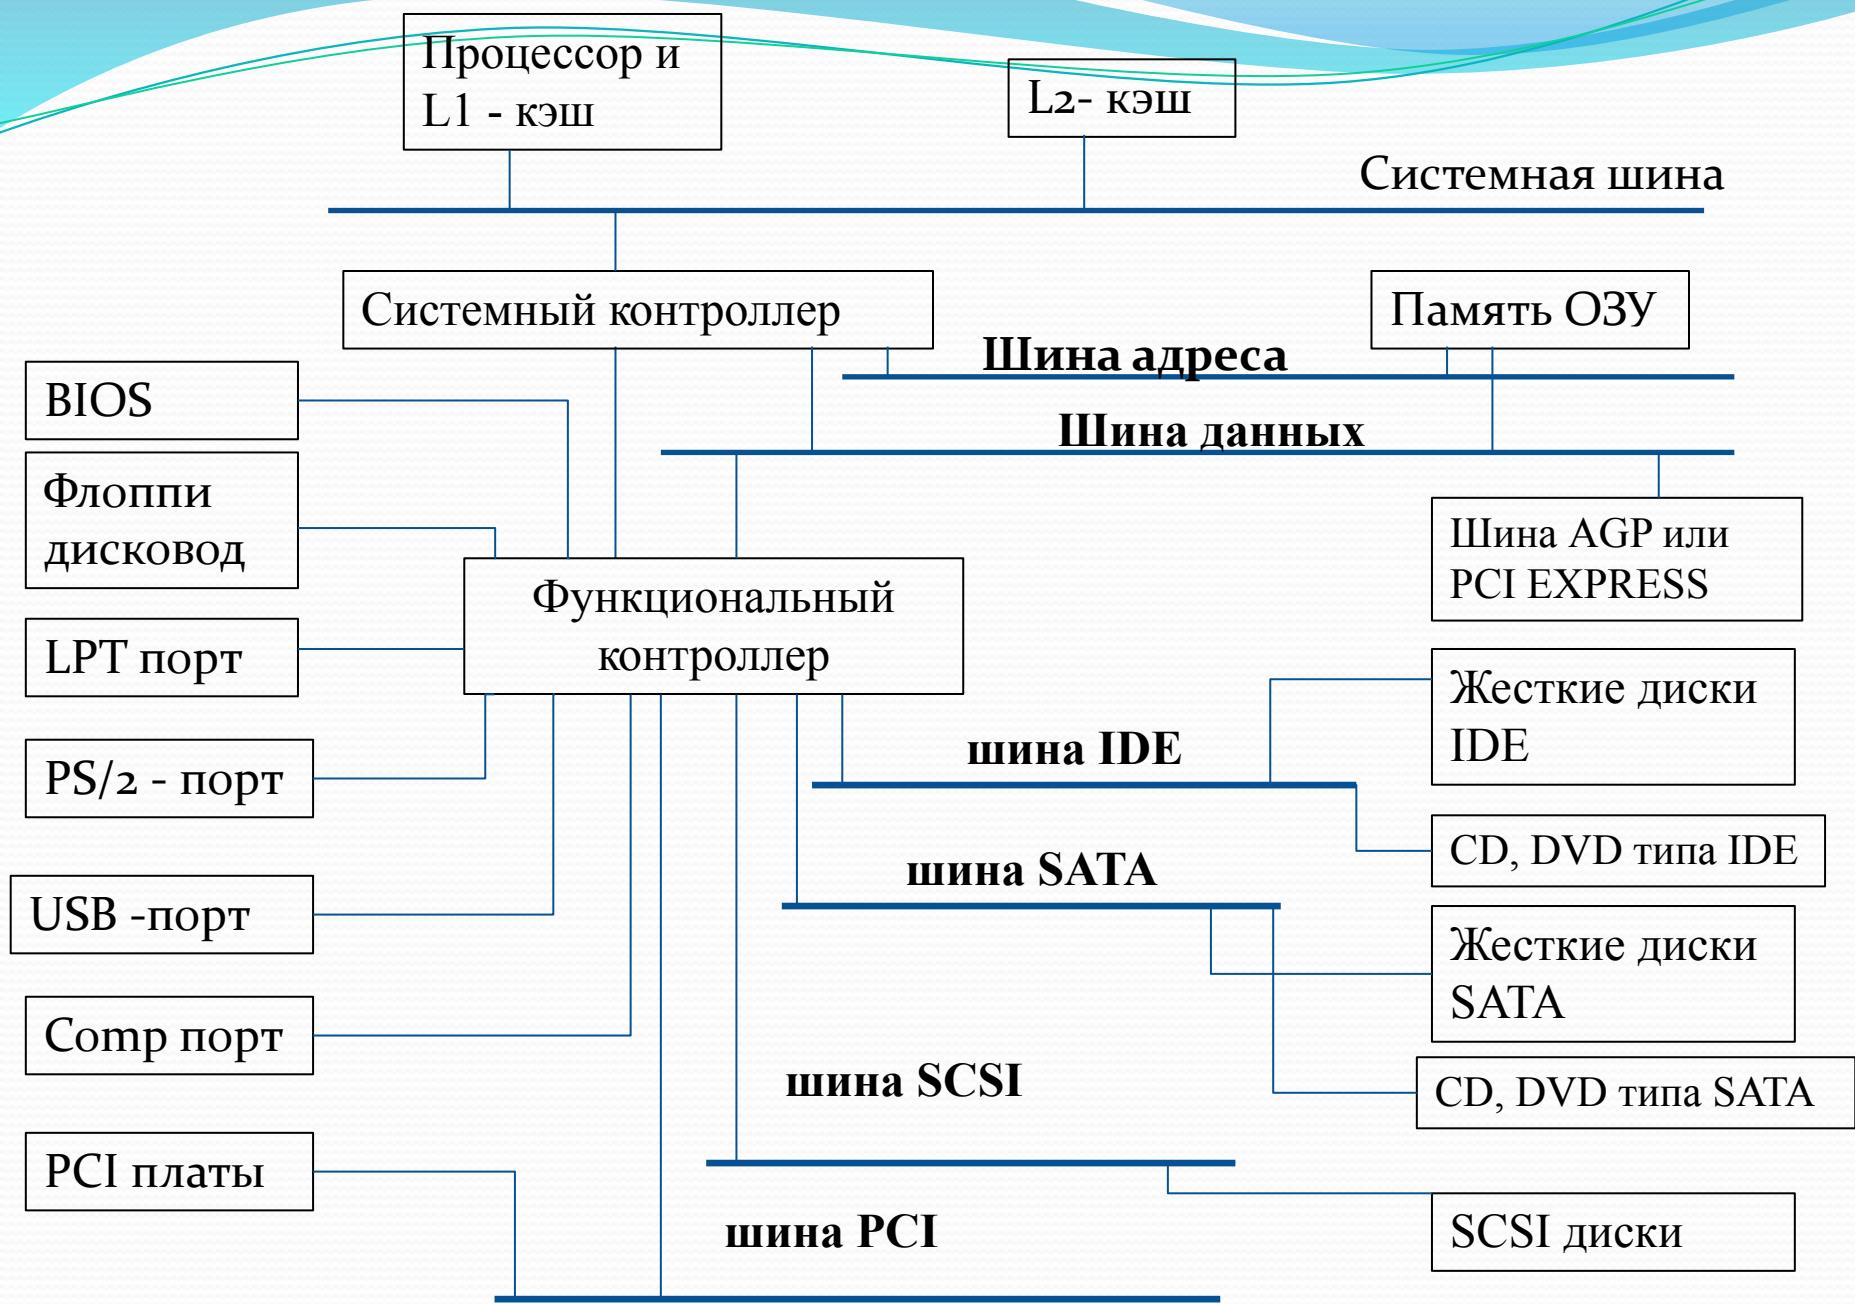 Процессор и
L1 - кэш
L2- кэш
Системная шина
Системный контроллер
Память ОЗУ
Шина адреса
BIOS
Шина данных
Флоппи
дисковод
Шина AGP или
PCI EXPRESS
Функциональный
контроллер
LPT порт
Жесткие диски
IDE
шина IDE
PS/2 - порт
CD, DVD типа IDE
шина SATA
USB -порт
Жесткие диски
SATA
Comp порт
шина SCSI
CD, DVD типа SATA
PCI платы
шина PCI
SCSI диски